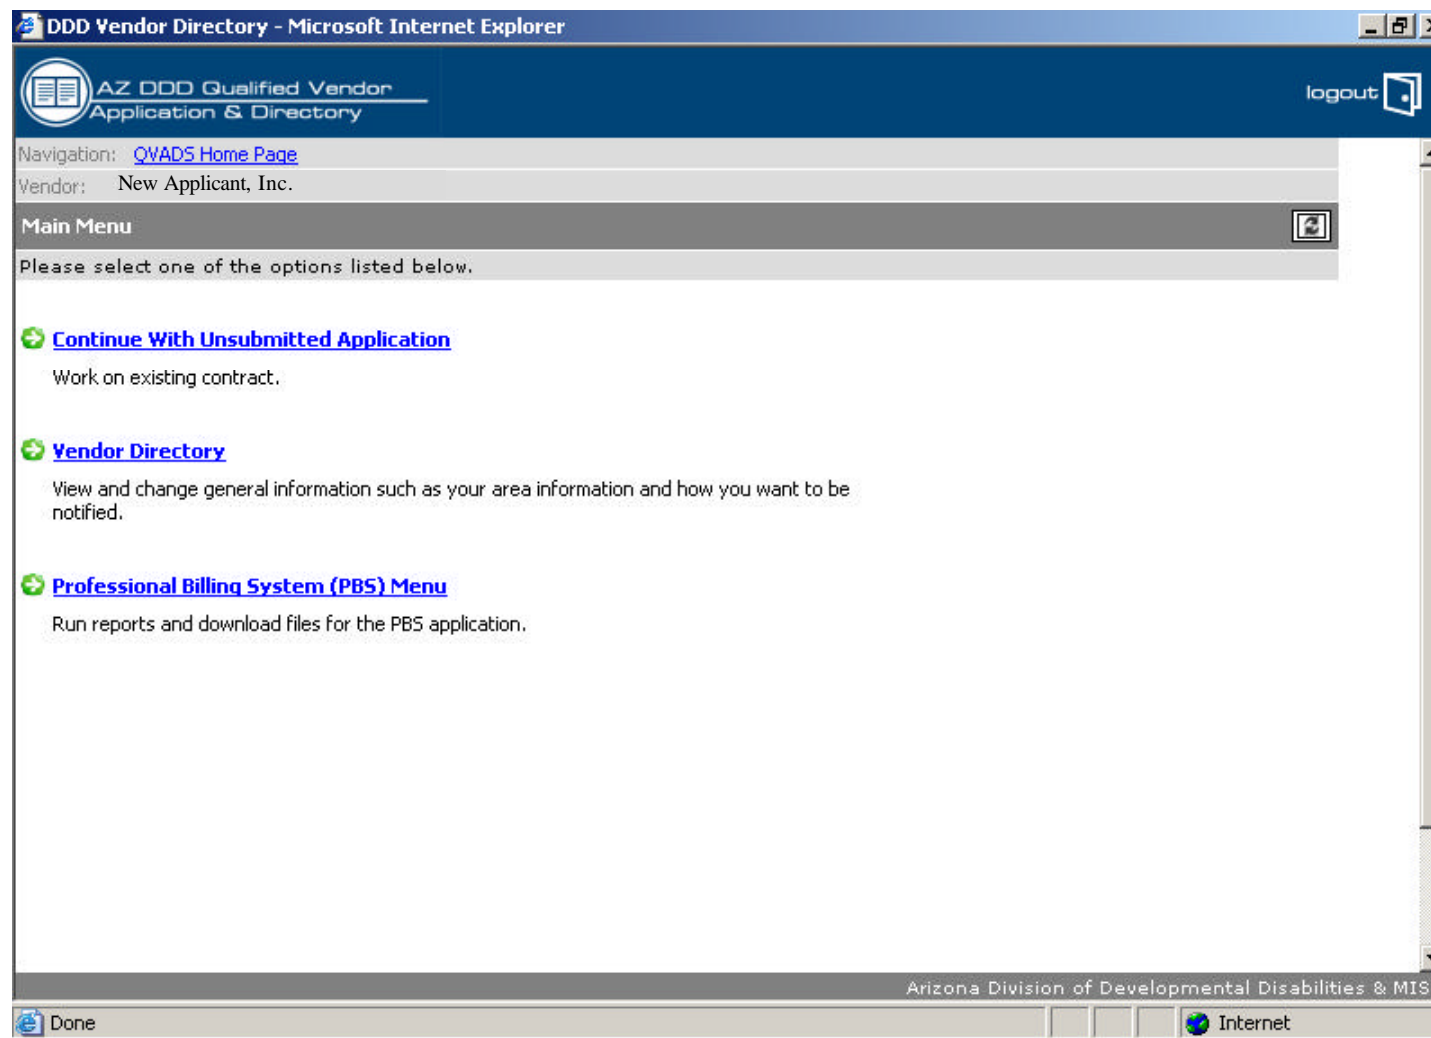 DDD Vendor Directory - Microsoft Internet Explorer
AZ DDD Qualified Vendor
Application & Directory
logout
Navigation: QVADS Home Page
Vendor: New Applicant, Inc.
Main Menu
Please select one of the options listed below.
Continue With Unsubmitted Application
Work on existing contract.
Vendor Directory
View and change general information such as your area information and how you want to be
notified.
Professional Billing System (PBS) Menu
Run reports and download files for the PBS application.
Arizona Division of Developmental Disabilities & MIS
Done
Internet